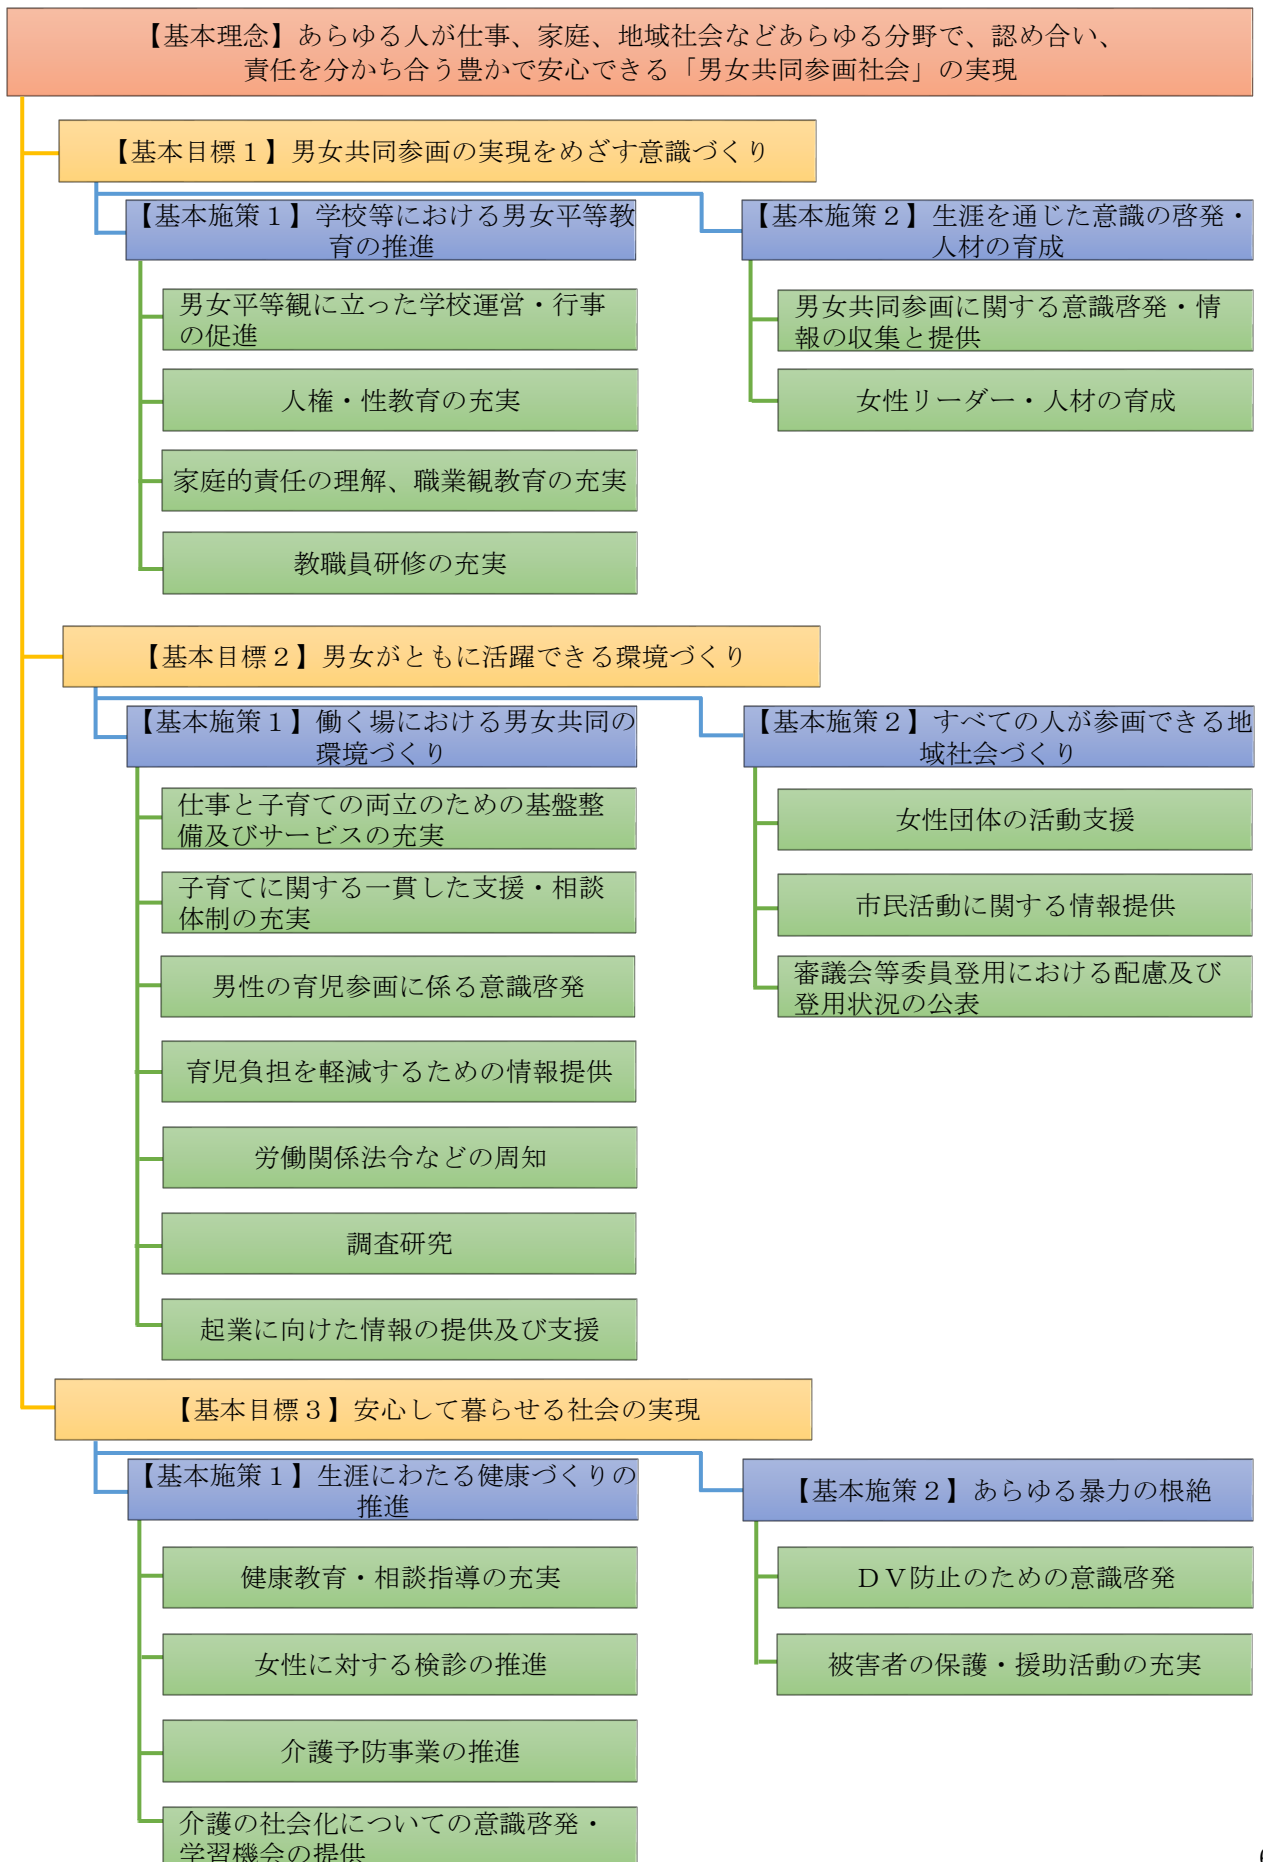 【基本理念】あらゆる人が仕事、家庭、地域社会などあらゆる分野で、認め合い、
責任を分かち合う豊かで安心できる「男女共同参画社会」の実現
【基本目標１】男女共同参画の実現をめざす意識づくり
【基本施策１】学校等における男女平等教
育の推進
男女平等観に立った学校運営・行事
の促進
人権・性教育の充実
家庭的責任の理解、職業観教育の充実
教職員研修の充実
【基本施策２】生涯を通じた意識の啓発・
人材の育成
男女共同参画に関する意識啓発・情
報の収集と提供
女性リーダー・人材の育成
【基本目標２】男女がともに活躍できる環境づくり
【基本施策１】働く場における男女共同の
環境づくり
仕事と子育ての両立のための基盤整
備及びサービスの充実
子育てに関する一貫した支援・相談
体制の充実
男性の育児参画に係る意識啓発
育児負担を軽減するための情報提供
労働関係法令などの周知
調査研究
起業に向けた情報の提供及び支援
【基本施策２】すべての人が参画できる地
域社会づくり
女性団体の活動支援
市民活動に関する情報提供
審議会等委員登用における配慮及び
登用状況の公表
【基本目標３】安心して暮らせる社会の実現
【基本施策１】生涯にわたる健康づくりの
推進
健康教育・相談指導の充実
女性に対する検診の推進
介護予防事業の推進
介護の社会化についての意識啓発・
学習機会の提供
【基本施策２】あらゆる暴力の根絶
ＤＶ防止のための意識啓発
被害者の保護・援助活動の充実